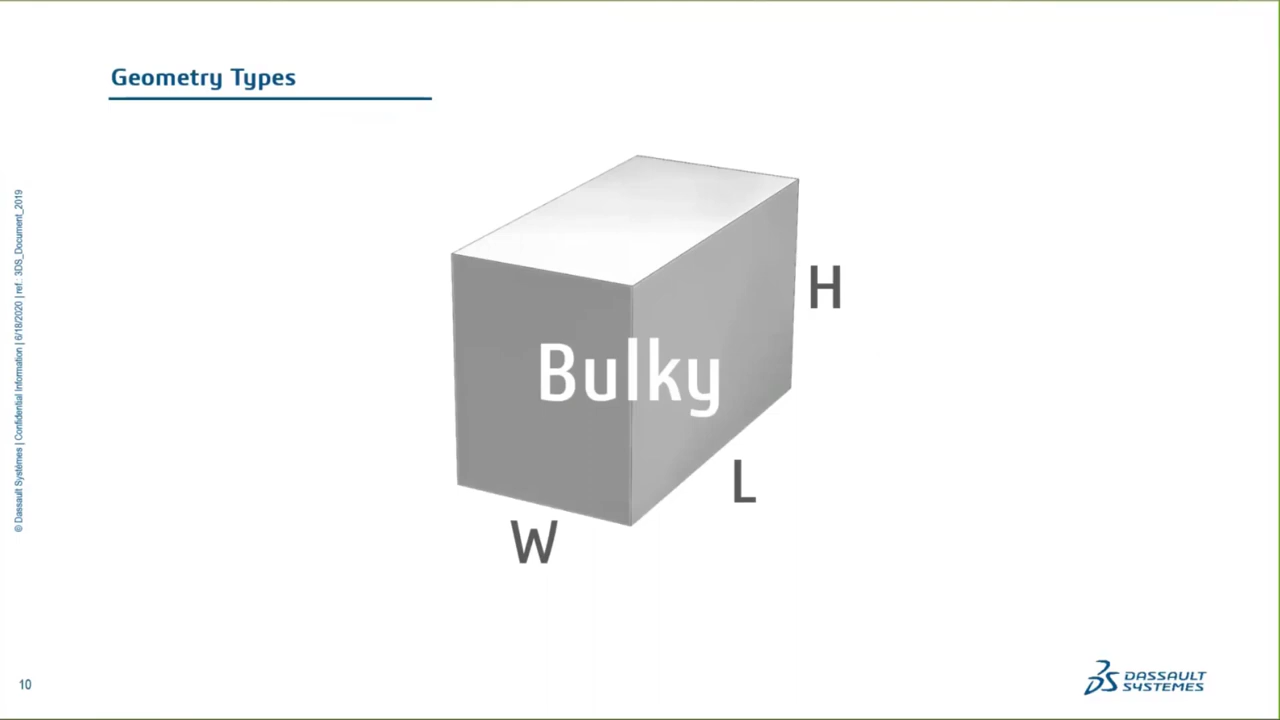 Geometry Types
H
Bulky
L
W
© Dassault Systèmes | Confidential Information | 6/18/2020 | ref.: 3DS_Document_2019
10
DASSAULT
SYSTEMES